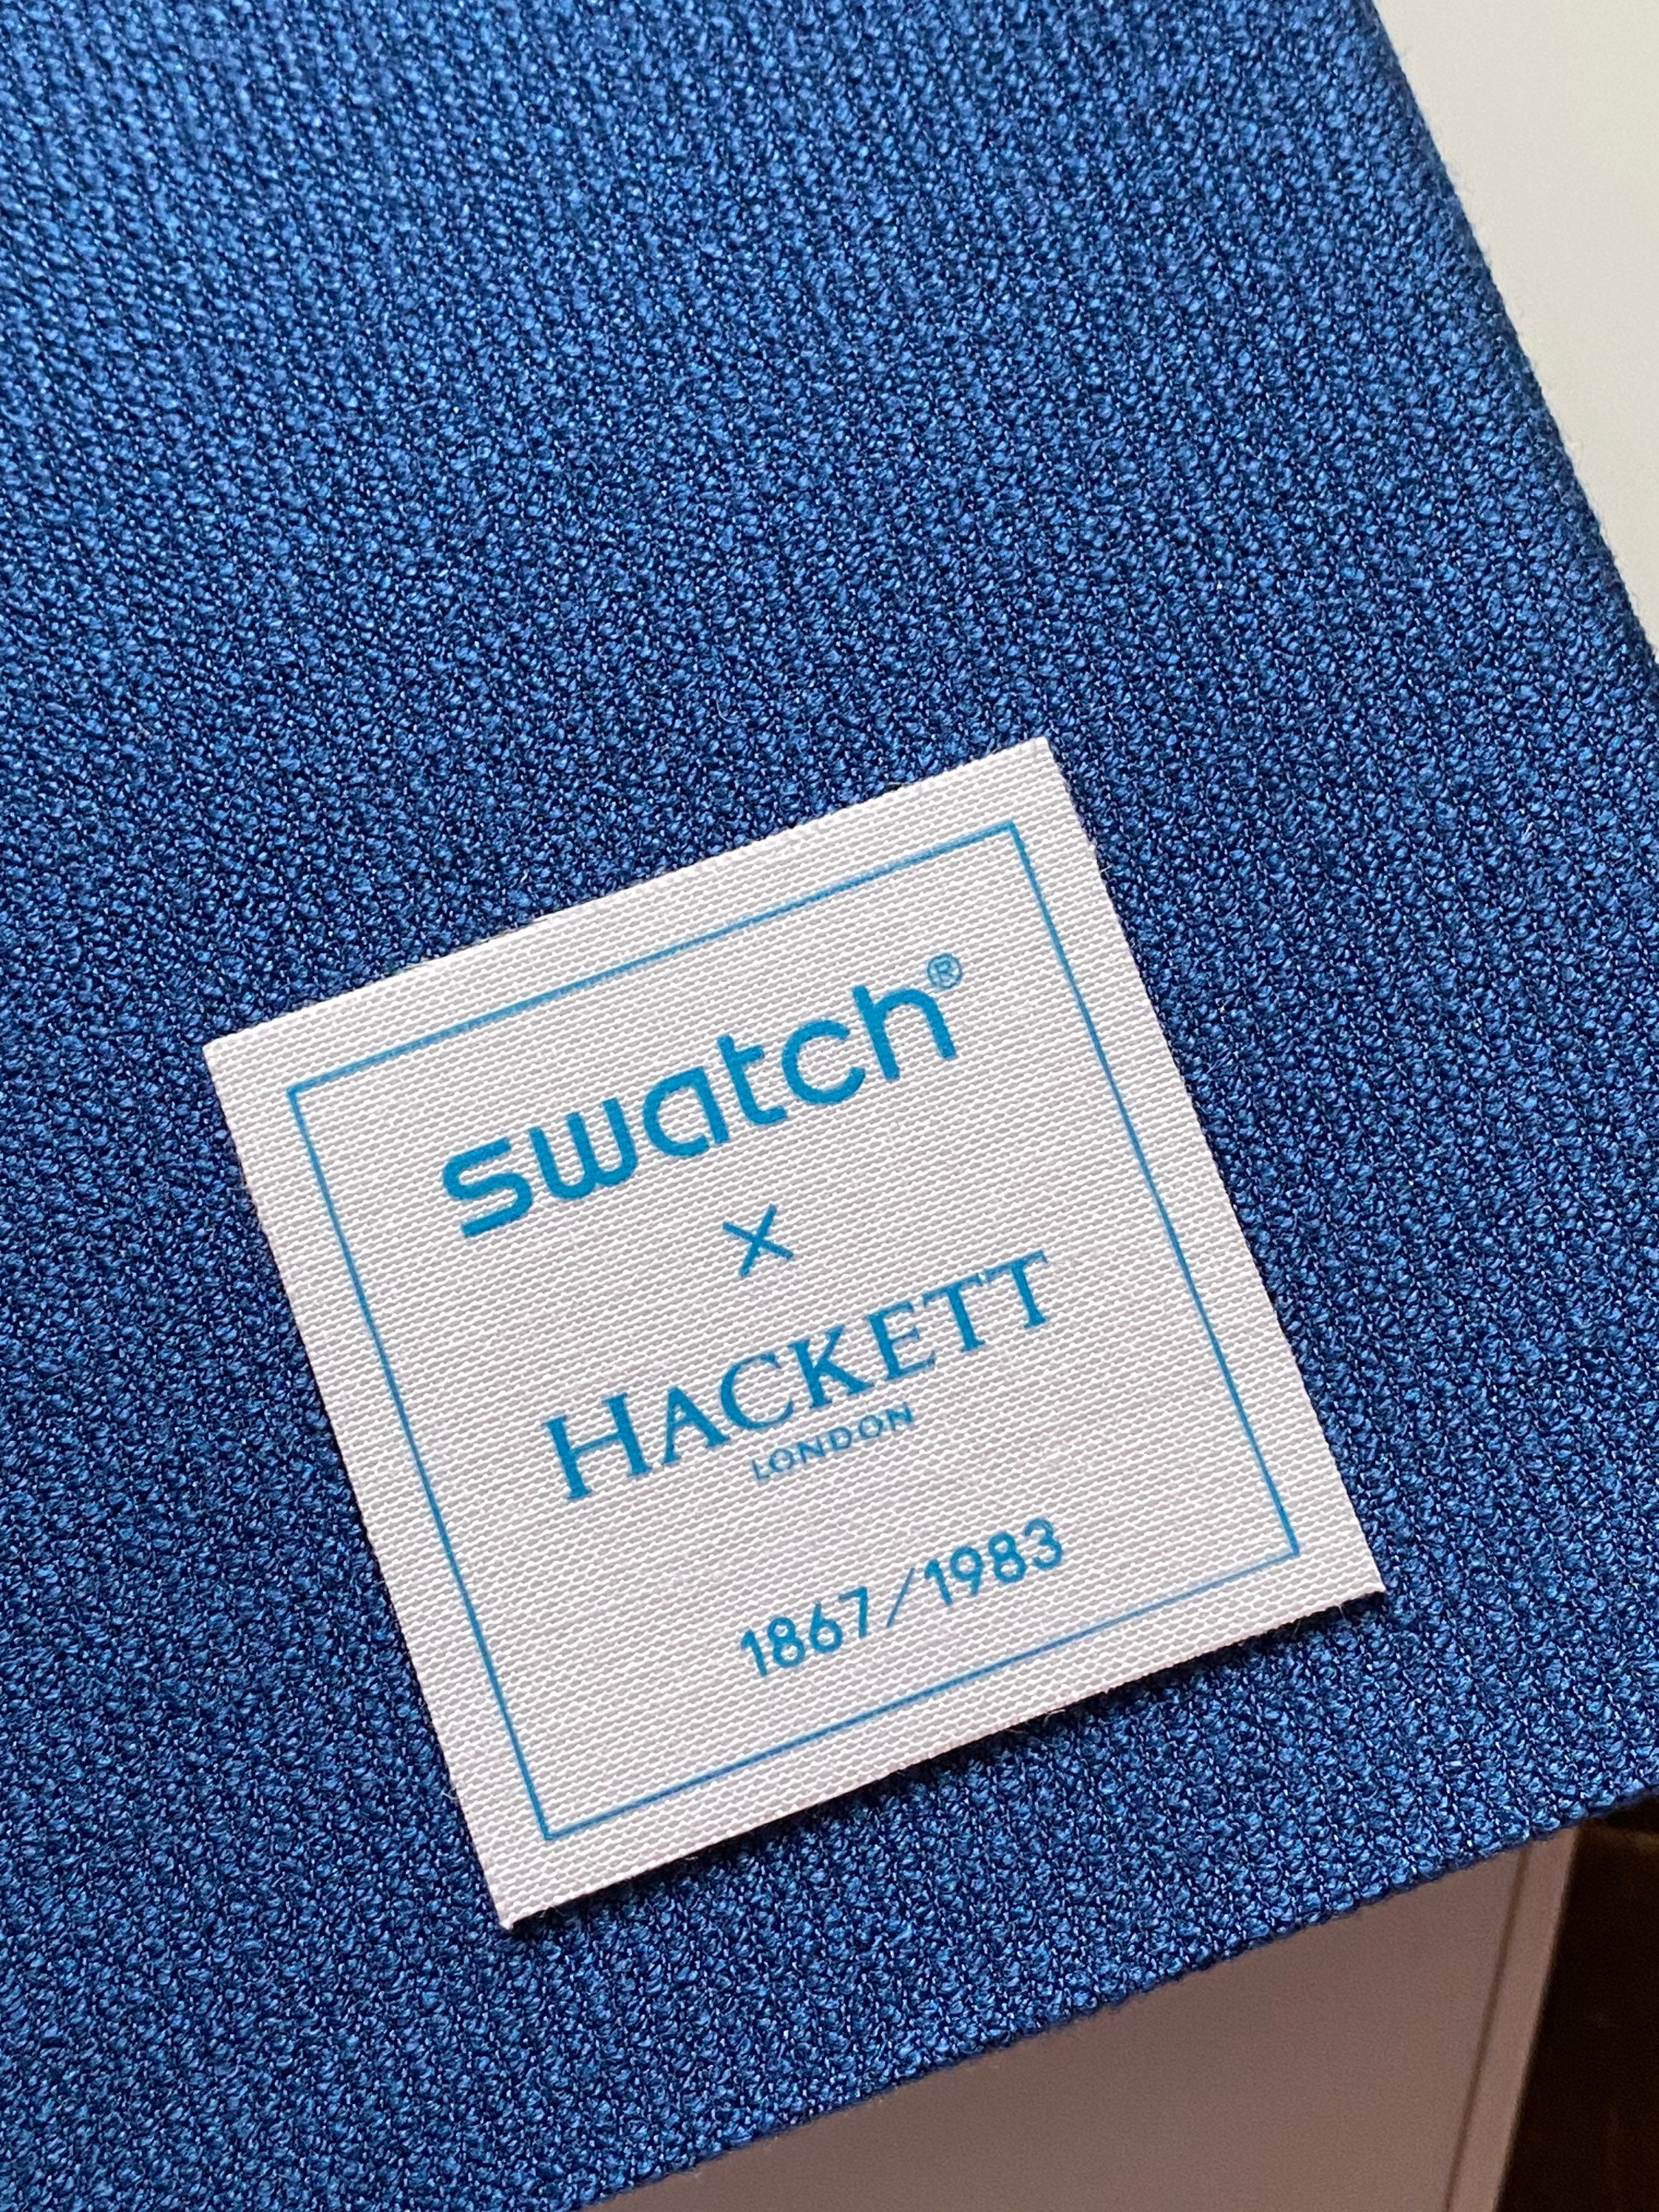 swatch®
×
HACKETT
LONDON
1867/1983